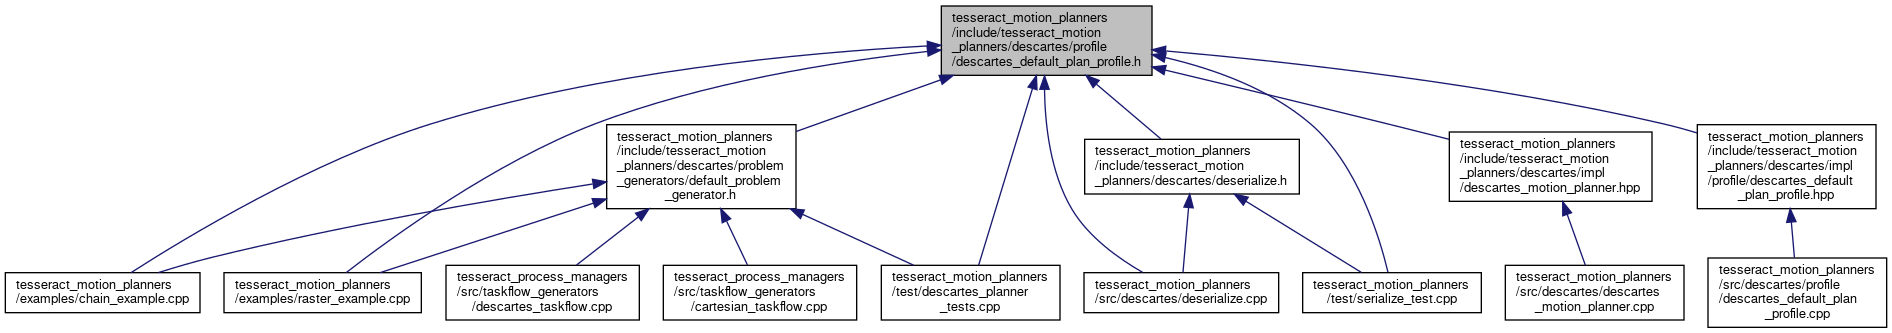 tesseract_motion_planners
/include/tesseract_motion
_planners/descartes/profile
/descartes_default_plan_profile.h
tesseract_motion_planners
/include/tesseract_motion
_planners/descartes/problem
_generators/default_problem
_generator.h
tesseract_motion_planners
/include/tesseract_motion
_planners/descartes/deserialize.h
tesseract_motion_planners
/include/tesseract_motion
_planners/descartes/impl
/descartes_motion_planner.hpp
tesseract_motion_planners
/include/tesseract_motion
_planners/descartes/impl
/profile/descartes_default
_plan_profile.hpp
tesseract_motion_planners
/examples/chain_example.cpp
tesseract_motion_planners
/examples/raster_example.cpp
tesseract_process_managers
/src/taskflow_generators
/descartes_taskflow.cpp
tesseract_process_managers
/src/taskflow_generators
/cartesian_taskflow.cpp
tesseract_motion_planners
/test/descartes_planner
_tests.cpp
tesseract_motion_planners
/src/descartes/deserialize.cpp
tesseract_motion_planners
/test/serialize_test.cpp
tesseract_motion_planners
/src/descartes/descartes
_motion_planner.cpp
tesseract_motion_planners
/src/descartes/profile
/descartes_default_plan
_profile.cpp